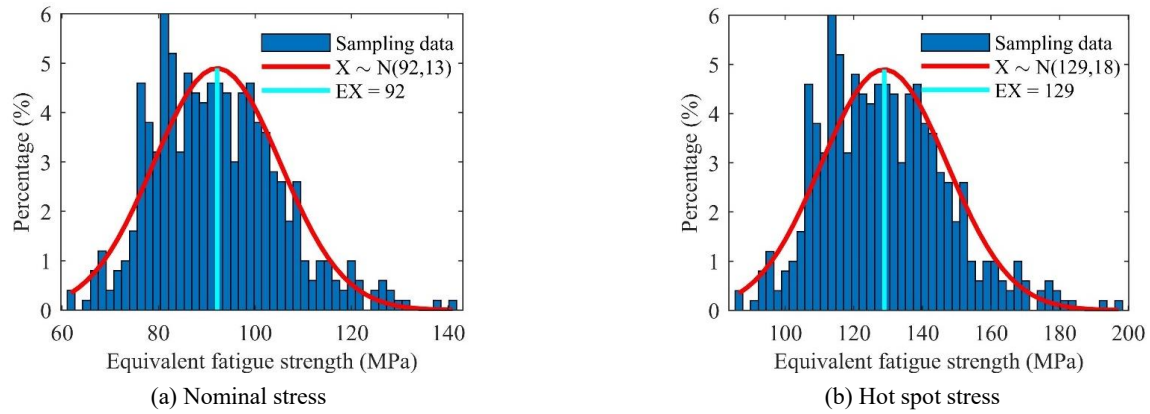 6
5
4
3
2
1
0
60
80
100
120
140
Percentage (%)
Equivalent fatigue strength (MPa)
Sampling data
X ~ N(92,13)
EX = 92
(a) Nominal stress
6
5
4
3
2
1
0
100
120
140
160
180
200
Percentage (%)
Equivalent fatigue strength (MPa)
Sampling data
X ~ N(129,18)
EX = 129
(b) Hot spot stress